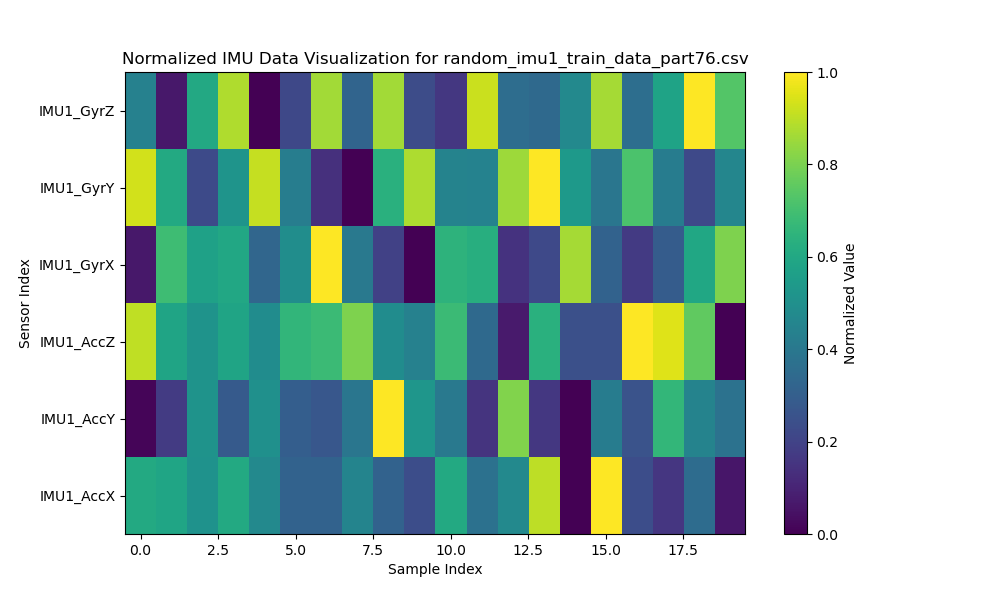 Normalized IMU Data Visualization for random_imu1_train_data_part76.csv
IMU1_GyrZ
IMU1_GyrY
IMU1_GyrX
IMU1_AccZ
IMU1_AccY
IMU1_AccX
Sensor Index
0.0 2.5 5.0 7.5 10.0 12.5 15.0 17.5
Sample Index
1.0
0.8
0.6
0.4
0.2
0.0
Normalized Value